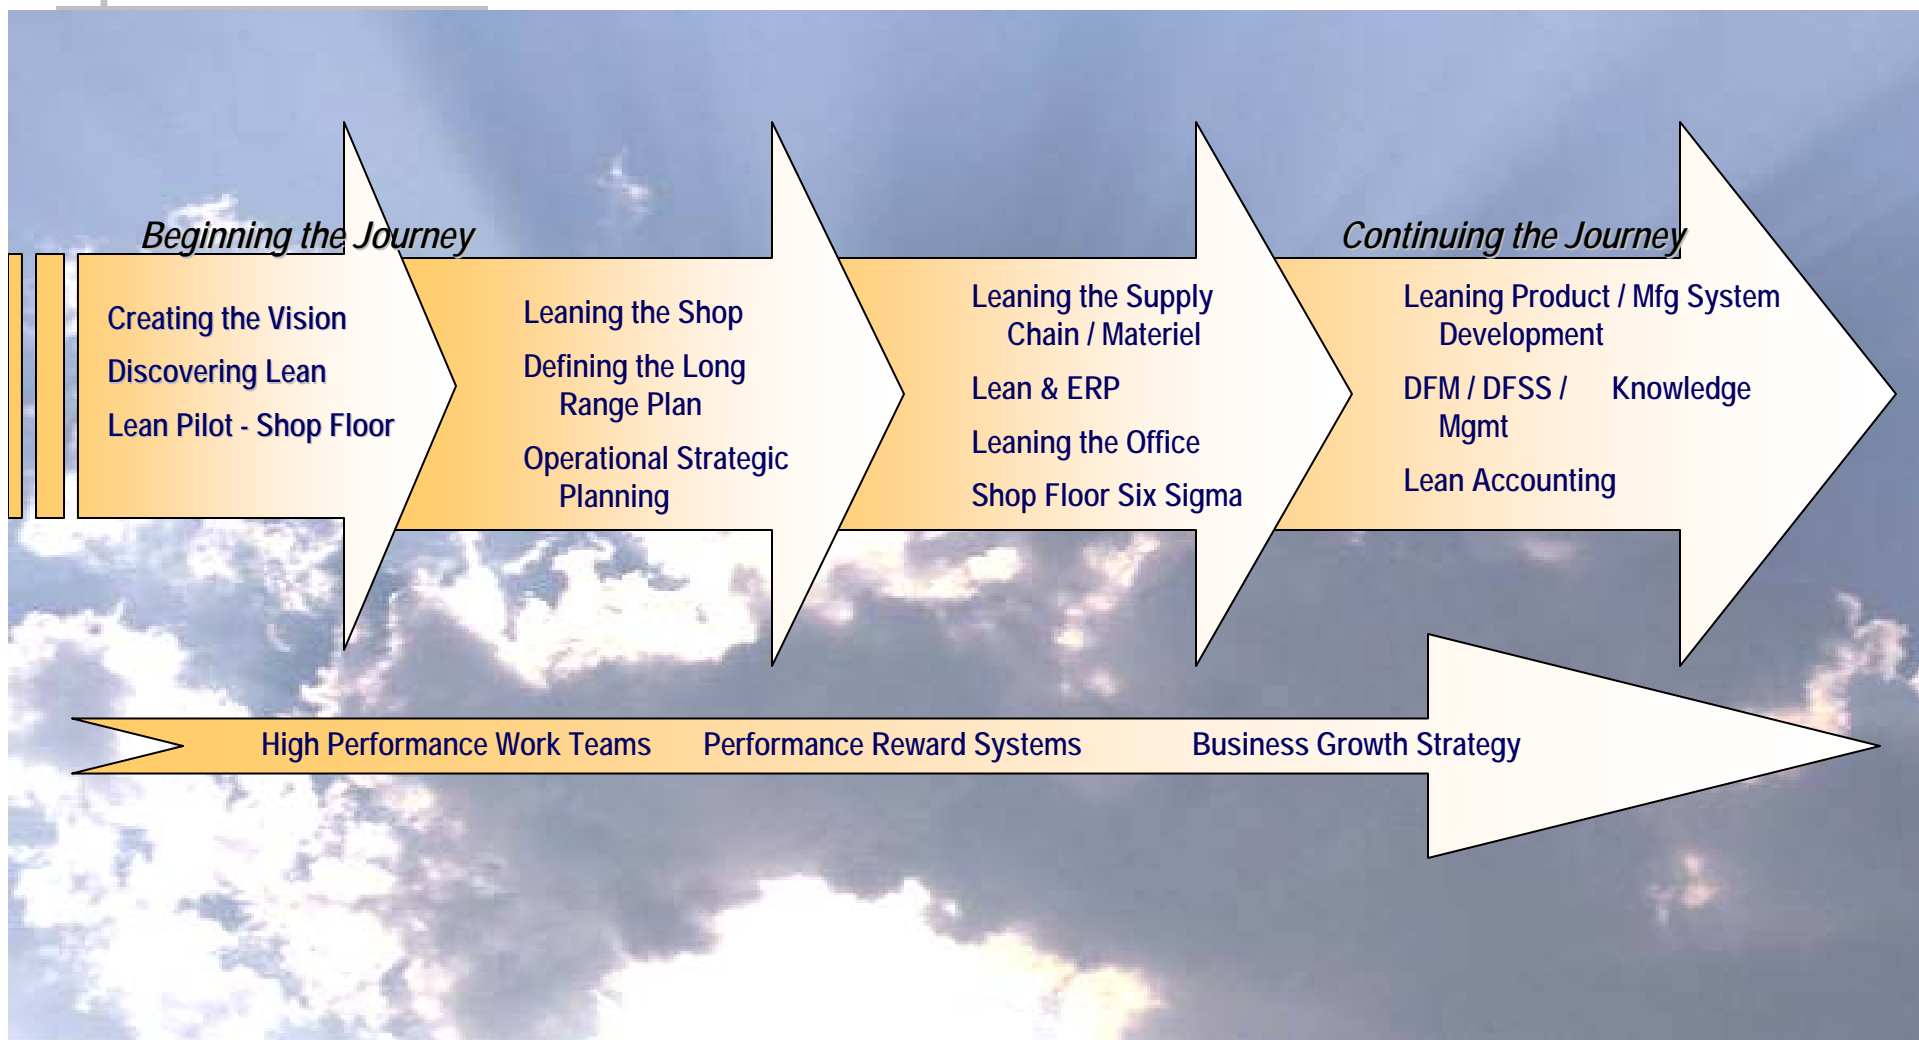 Beginning the Journey
Creating the Vision
Discovering Lean
Lean Pilot - Shop Floor
Leaning the Shop
Defining the Long
Range Plan
Operational Strategic
Planning
Leaning the Supply
Chain / Materiel
Lean & ERP
Leaning the Office
Shop Floor Six Sigma
Continuing the Journey
Leaning Product / Mfg System
Development
DFM / DFSS / Knowledge
Mgmt
Lean Accounting
High Performance Work Teams Performance Reward Systems Business Growth Strategy